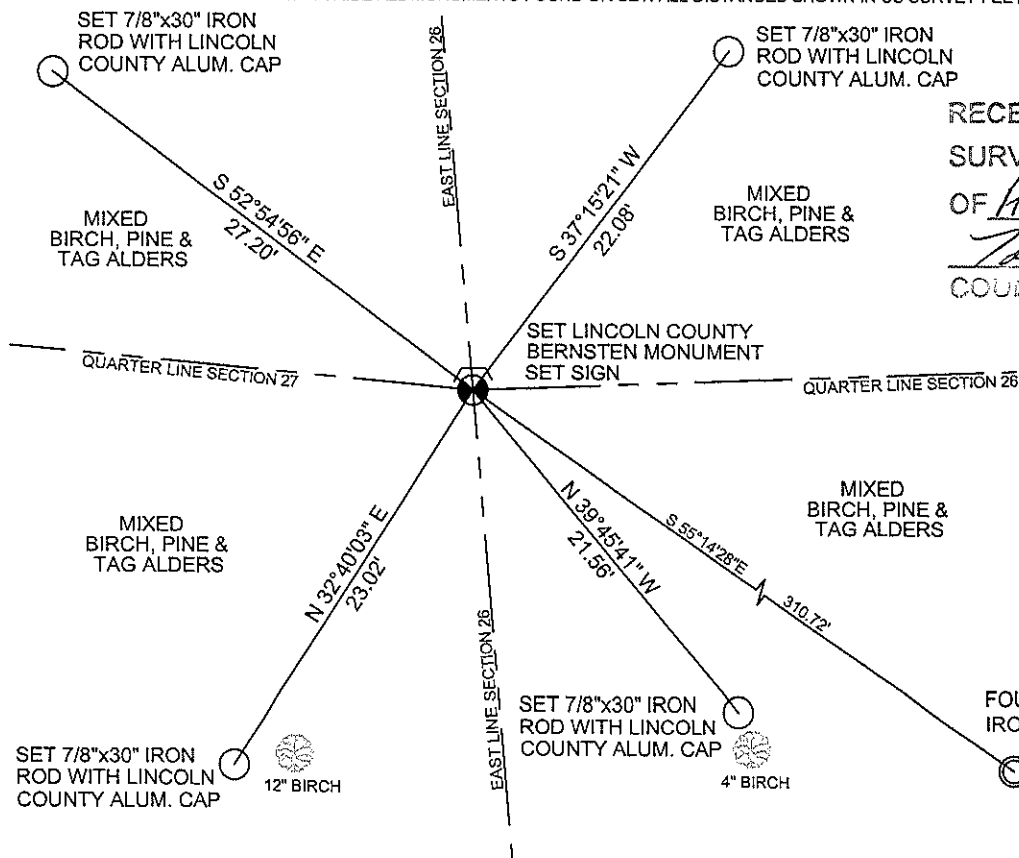 SET 7/8"x30" IRON
ROD WITH LINCOLN
COUNTY ALUM. CAP
SET 7/8"x30" IRON
ROD WITH LINCOLN
COUNTY ALUM. CAP
EAST LINE SECTION 26
SURV
OF
S 52°54'56" E
27.20'
S 37°15'21" W
22.08'
MIXED
BIRCH, PINE &
TAG ALDERS
MIXED
BIRCH, PINE &
TAG ALDERS
SET LINCOLN COUNTY
BERNSTEN MONUMENT
SET SIGN
QUARTER LINE SECTION 27
QUARTER LINE SECTION 26
MIXED
BIRCH, PINE &
TAG ALDERS
MIXED
BIRCH, PINE &
TAG ALDERS
N 32°40'03" E
23.02'
N 39°45'41" W
21.56'
S 55°14'28"E
310.72'
EAST LINE SECTION 26
SET 7/8"x30" IRON
ROD WITH LINCOLN
COUNTY ALUM. CAP
12" BIRCH
SET 7/8"x30" IRON
ROD WITH LINCOLN
COUNTY ALUM. CAP
4" BIRCH
FOU
IRO